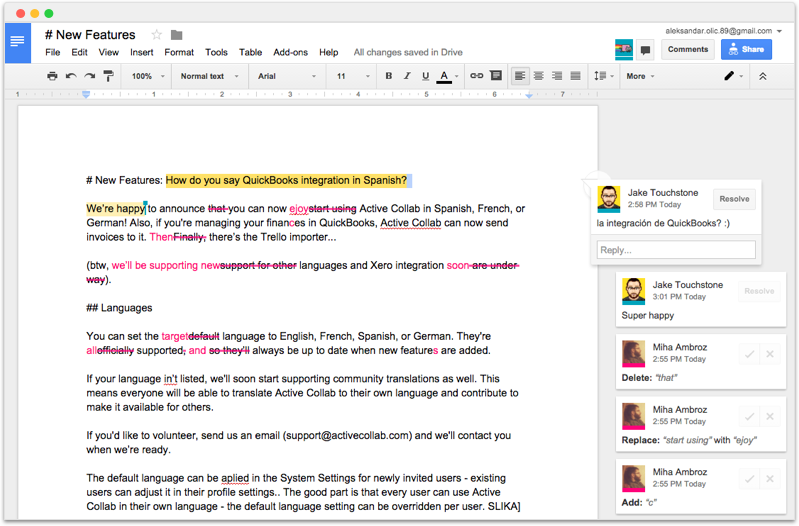 # New Features
File Edit View Insert Format Tools Table Add-ons Help All changes saved in Drive
aleksandar.olic.89@gmail.com
Comments
Share
100% Normal text Arial 11 B I U A More
1 1 2 3 4 5 6 7
# New Features: How do you say QuickBooks integration in Spanish?
We're happy to announce that you can now ejoystart using Active Collab in Spanish, French, or
German! Also, if you're managing your finances in QuickBooks, Active Collab can now send
invoices to it. ThenFinally, there's the Trello importer...
(btw, we'll be supporting newsupport for other languages and Xero integration soon are under
way).
## Languages
You can set the targetdefault language to English, French, Spanish, or German. They're
allofficially supported, and so they'll always be up to date when new features are added.
If your language in't listed, we'll soon start supporting community translations as well. This
means everyone will be able to translate Active Collab to their own language and contribute to
make it available for others.
If you'd like to volunteer, send us an email (support@activecollab.com) and we'll contact you
when we're ready.
The default language can be aplied in the System Settings for newly invited users - existing
users can adjust it in their profile settings.. The good part is that every user can use Active
Collab in their own language - the default language setting can be overridden per user. SLIKA]
Jake Touchstone
2:58 PM Today
Resolve
la integración de QuickBooks? :)
Reply...
Jake Touchstone
3:01 PM Today
Resolve
Super happy
Miha Ambroz
2:55 PM Today
Delete: "that"
Miha Ambroz
2:55 PM Today
Replace: "start using" with "ejoy"
Miha Ambroz
2:55 PM Today
Add: "c"